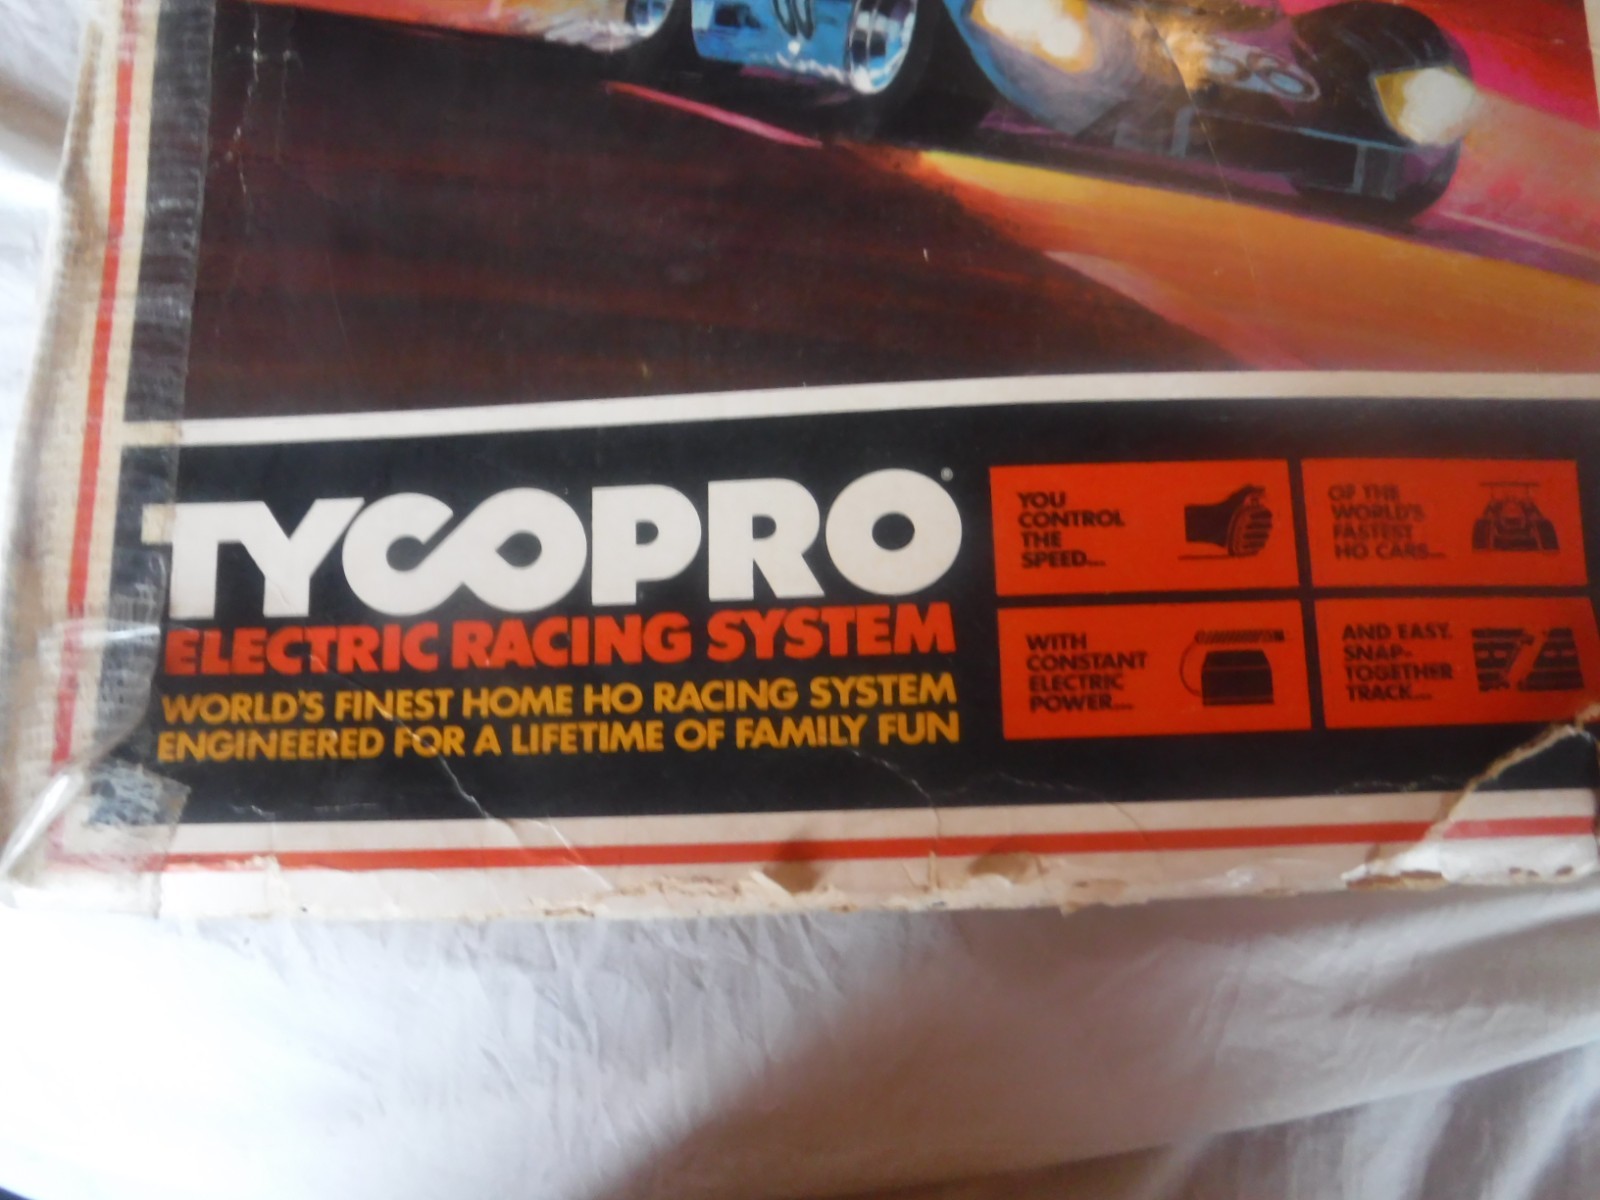 TYCOPRO®
ELECTRIC RACING SYSTEM
WORLD'S FINEST HOME HO RACING SYSTEM
ENGINEERED FOR A LIFETIME OF FAMILY FUN
YOU
CONTROL
THE
SPEED...
OF THE
WORLD'S
FASTEST
HO CARS...
WITH
CONSTANT
ELECTRIC
POWER...
AND EASY,
SNAP-
TOGETHER
TRACK...